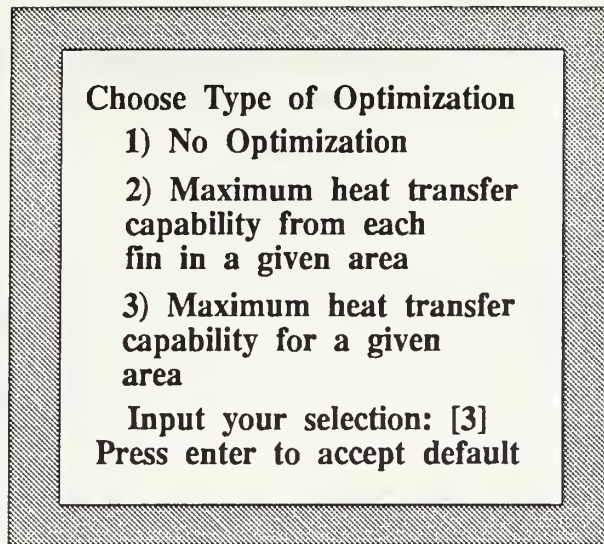 Choose Type of Optimization
1) No Optimization
2) Maximum heat transfer
capability from each
fin in a given area
3) Maximum heat transfer
capability for a given
area
Input your selection: [3]
Press enter to accept default